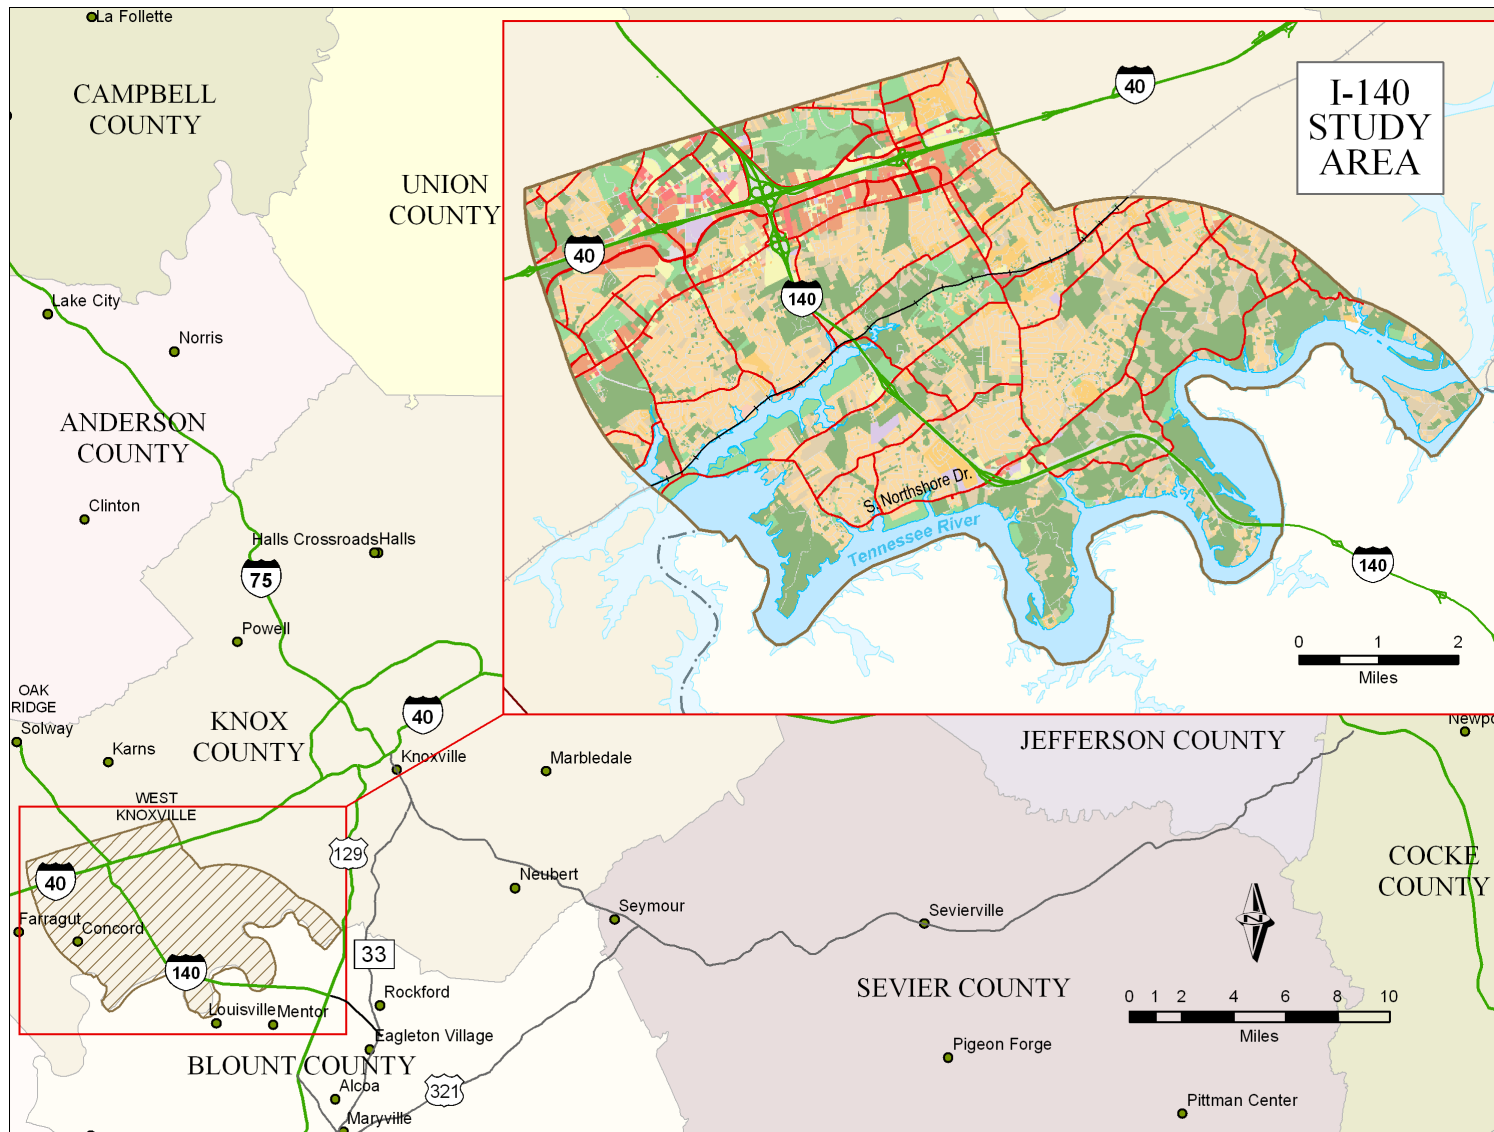 La Follette
CAMPBELL
COUNTY
UNION
COUNTY
I-140
STUDY
AREA
40
40
140
Lake City
Norris
ANDERSON
COUNTY
Clinton
Halls Crossroads
Halls
75
Powell
S. Northshore Dr.
Tennessee River
140
0 1 2
Miles
OAK
RIDGE
Solway
Karns
KNOX
COUNTY
40
Knoxville
Marbledale
JEFFERSON COUNTY
Newpo
WEST
KNOXVILLE
129
40
Farragut
Concord
Neubert
Seymour
Sevierville
COCKE
COUNTY
N
33
140
Rockford
SEVIER COUNTY
0 1 2 4 6 8 10
Miles
Louisville
Mentor
Eagleton Village
BLOUNT COUNTY
Pigeon Forge
Alcoa
321
Maryville
Pittman Center